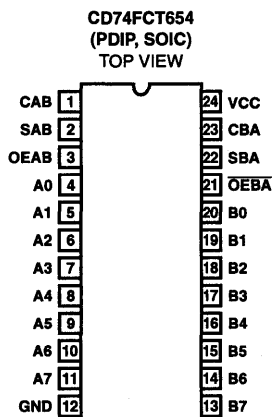 CD74FCT654
(PDIP, SOIC)
TOP VIEW
CAB 1 24 VCC
SAB 2 23 CBA
OEAB 3 22 SBA
A0 4 21 OEBA
A1 5 20 B0
A2 6 19 B1
A3 7 18 B2
A4 8 17 B3
A5 9 16 B4
A6 10 15 B5
A7 11 14 B6
GND 12 13 B7